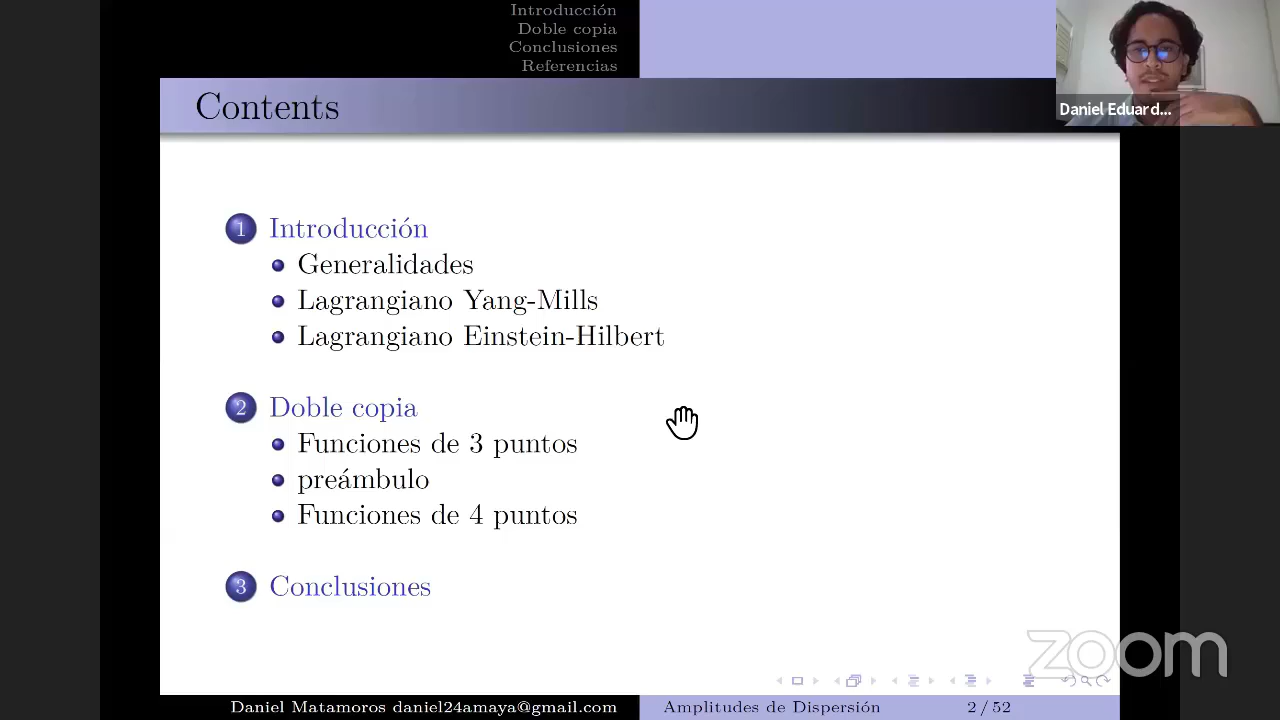 Introducción
Doble copia
Conclusiones
Referencias
Contents
Daniel Eduard...
1 Introducción
Generalidades
Lagrangiano Yang-Mills
Lagrangiano Einstein-Hilbert
2 Doble copia
Funciones de 3 puntos
preámbulo
Funciones de 4 puntos
3 Conclusiones
zoom
Daniel Matamoros daniel24amaya@gmail.com Amplitudes de Dispersión 2 / 52